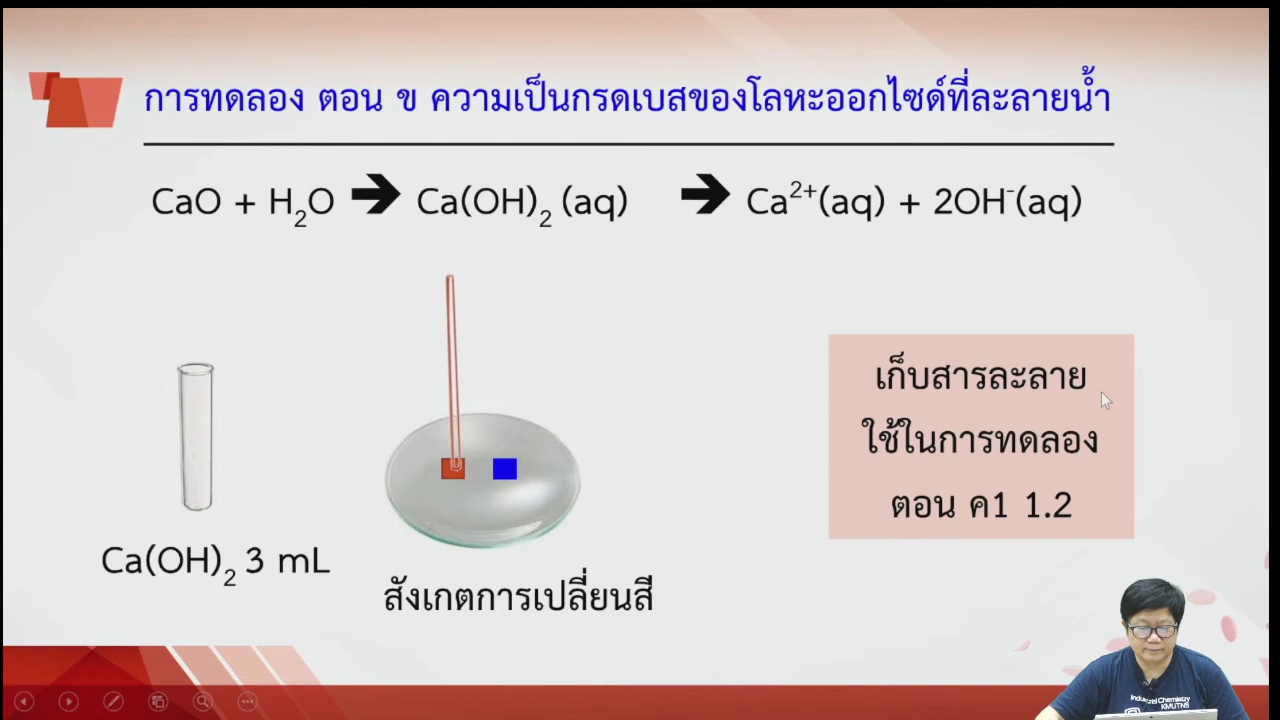 การทดลอง ตอน ข ความเป็นกรดเบสของโลหะออกไซด์ที่ละลายน้ำ
CaO + H₂O ➔ Ca(OH)₂ (aq) ➔ Ca²⁺(aq) + 2OH⁻(aq)
เก็บสารละลาย
ใช้ในการทดลอง
ตอน ค1 1.2
Ca(OH)₂ 3 mL
สังเกตการเปลี่ยนสี
Industrial Chemistry
KMUTNB